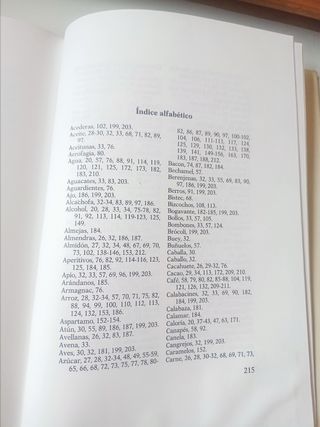 Índice alfabético
Acederas, 102, 199, 203.
Aceite, 28-30, 32, 33, 68, 71, 82, 89,
97.
Aceitunas, 33, 76.
Aerofagia, 80.
Agua, 20, 57, 76, 88, 91, 114, 119,
120, 121, 125, 172, 173, 182,
183, 210.
Aguacates, 33, 83, 203.
Aguardientes, 76.
Ajo, 186, 199, 203.
Alcachofa, 32-34, 83, 89, 97, 186.
Alcohol, 20, 28, 33, 34, 75-78, 82,
91, 92, 113, 114, 119-123, 125,
149.
Almejas, 184.
Almendras, 26, 32, 186, 187.
Almidón, 27, 32, 34, 48, 67, 69, 70,
73, 102, 138-146, 153, 212.
Aperitivos, 76, 82, 92, 114-116, 123,
125, 184, 185.
Apio, 32, 33, 57, 69, 96, 199, 203.
Arándanos, 185.
Armagnac, 76.
Arroz, 28, 32-34, 57, 70, 71, 75, 82,
88, 94, 99, 100, 110, 112, 113,
124, 132, 153, 186.
Aspartamo, 152-154.
Atún, 30, 55, 89, 186, 187, 199, 203.
Avellanas, 26, 32, 83, 187.
Avena, 33.
Aves, 30, 32, 181, 199, 203.
Azúcar, 27, 28, 32-34, 48, 49, 55-59,
65, 66, 68, 72, 73, 75, 77, 78, 80-
82, 86, 87, 89, 90, 97, 100-102,
104, 106, 111-113, 117, 124,
125, 129, 130, 132, 133, 138,
139, 141, 149-156, 163, 170,
183, 187, 188, 212.
Bacon, 74, 87, 182, 184.
Bechamel, 57.
Berenjenas, 32, 33, 55, 69, 83, 90,
97, 186, 199, 203.
Berros, 91, 199, 203.
Bistec, 68.
Bizcochos, 108, 113.
Bogavante, 182-185, 199, 203.
Bollos, 33, 57, 105.
Bombones, 33, 57, 124.
Brócol, 199, 203.
Buey, 32.
Buñuelos, 57.
Caballa, 30.
Caballo, 32.
Cacahuete, 26, 29-32, 76.
Cacao, 29, 34, 113, 172, 209, 210.
Café, 58, 79, 80, 82, 85-88, 104, 119,
121, 126, 132, 209-211.
Calabacines, 32, 33, 69, 90, 182,
184, 199, 203.
Calabaza, 181.
Calamar, 184.
Caloría, 20, 37-43, 47, 63, 171.
Canapés, 58, 92.
Canela, 183.
Cangrejos, 32, 199, 203.
Caramelos, 152.
Carne, 26, 28, 30-32, 68, 69, 71, 73,
215